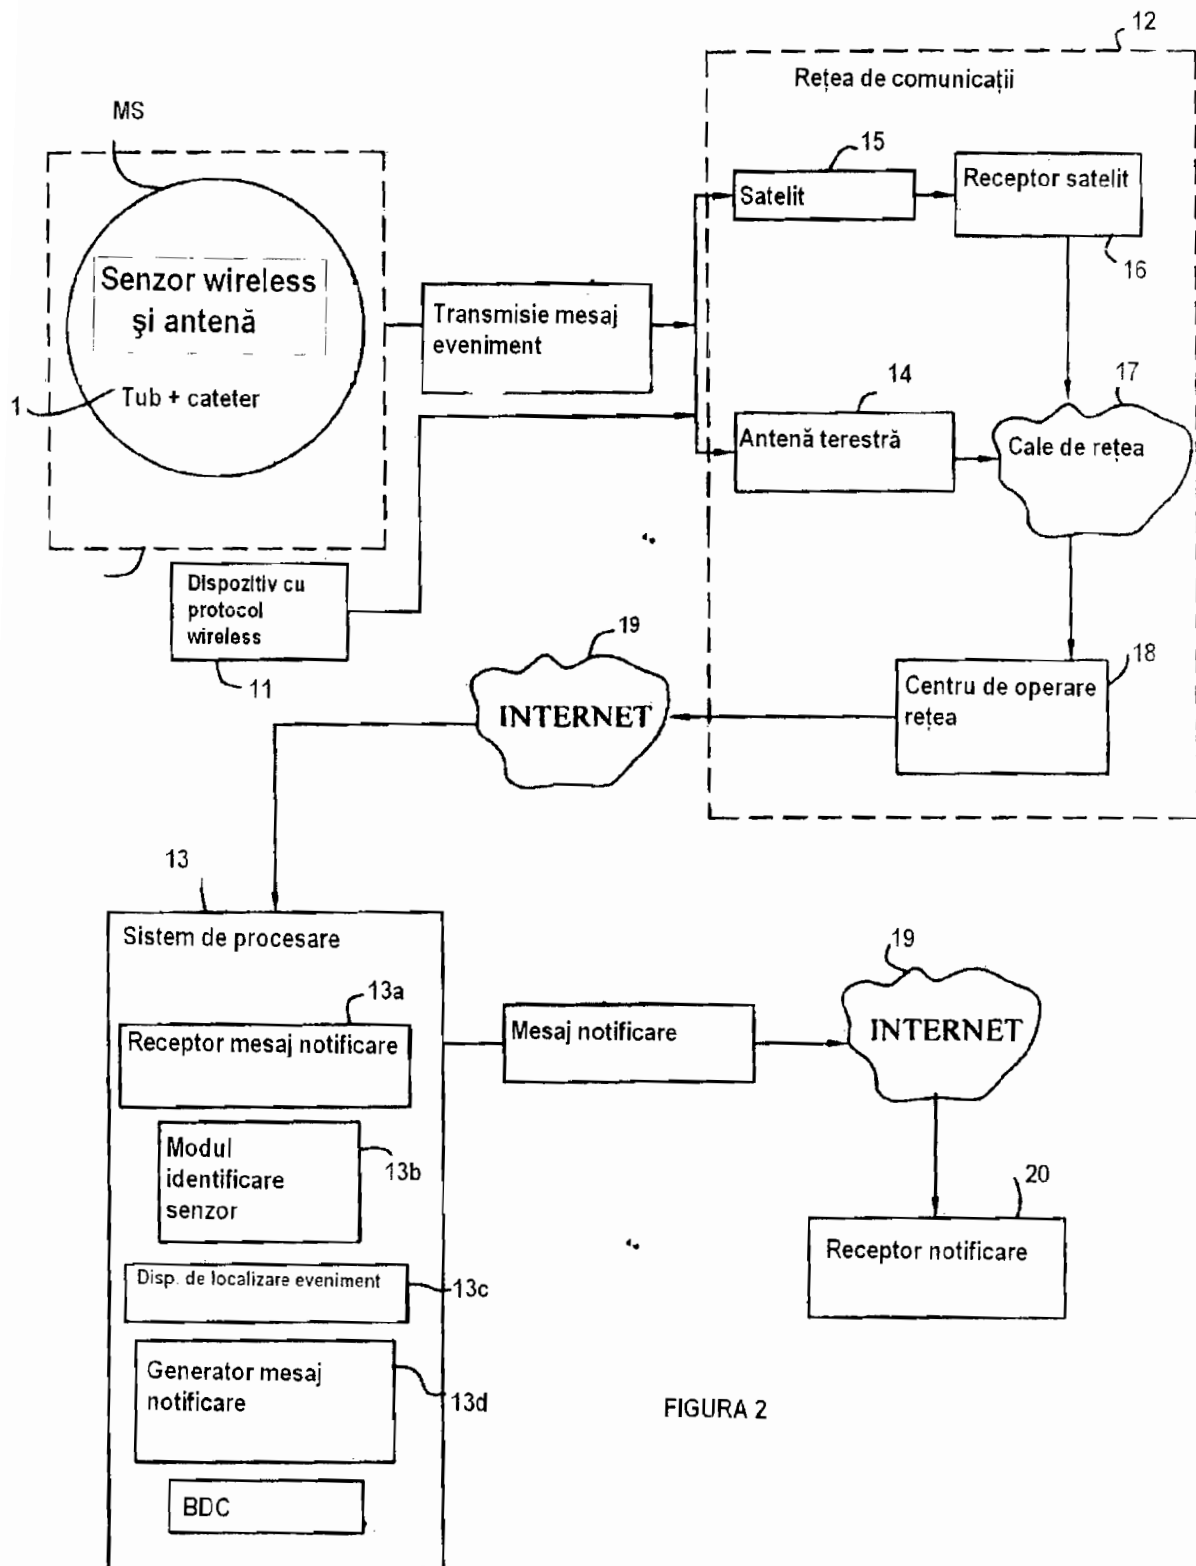 12
Rețea de comunicații
MS
15
Satelit
Receptor satelit
16
Senzor wireless
și antenă
Tub + cateter
1
Transmisie mesaj
eveniment
14
Antenă terestră
17
Cale de rețea
Dispozitiv cu
protocol
wireless
11
19
INTERNET
18
Centru de operare
rețea
13
Sistem de procesare
13a
Receptor mesaj notificare
Mesaj notificare
19
INTERNET
Modul
identificare
senzor
13b
20
Receptor notificare
Disp. de localizare eveniment
13c
Generator mesaj
notificare
13d
FIGURA 2
BDC